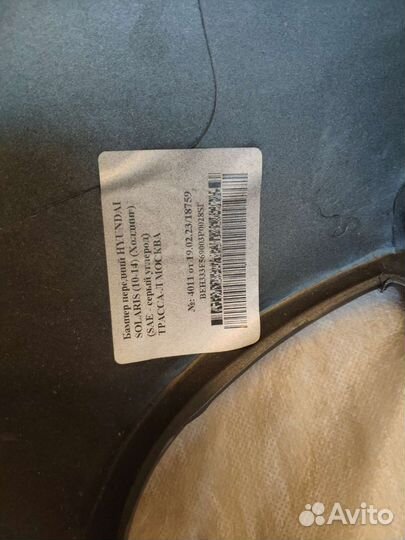 Бампер передний HYUNDAI
SOLARIS (10-14) (Холзинг)
(SAE - серый углерод)
ТРАССА-Л МОСКВА
№: 4011 от 19.02.23/18759
Avito